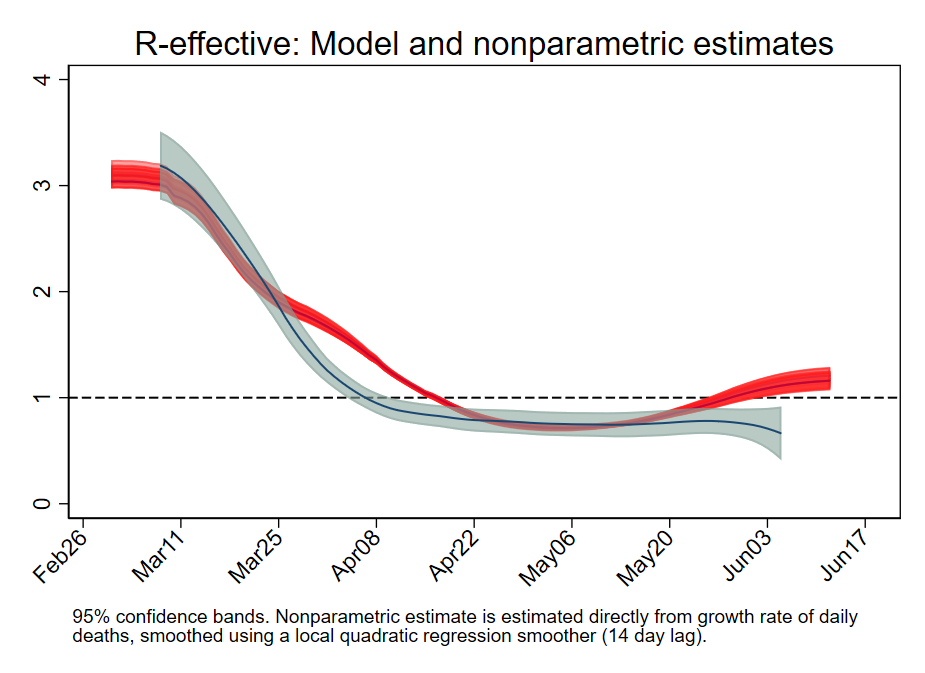 R-effective: Model and nonparametric estimates
4
3
2
1
0
Feb26
Mar11
Mar25
Apr08
Apr22
May06
May20
Jun03
Jun17
95% confidence bands. Nonparametric estimate is estimated directly from growth rate of daily
deaths, smoothed using a local quadratic regression smoother (14 day lag).